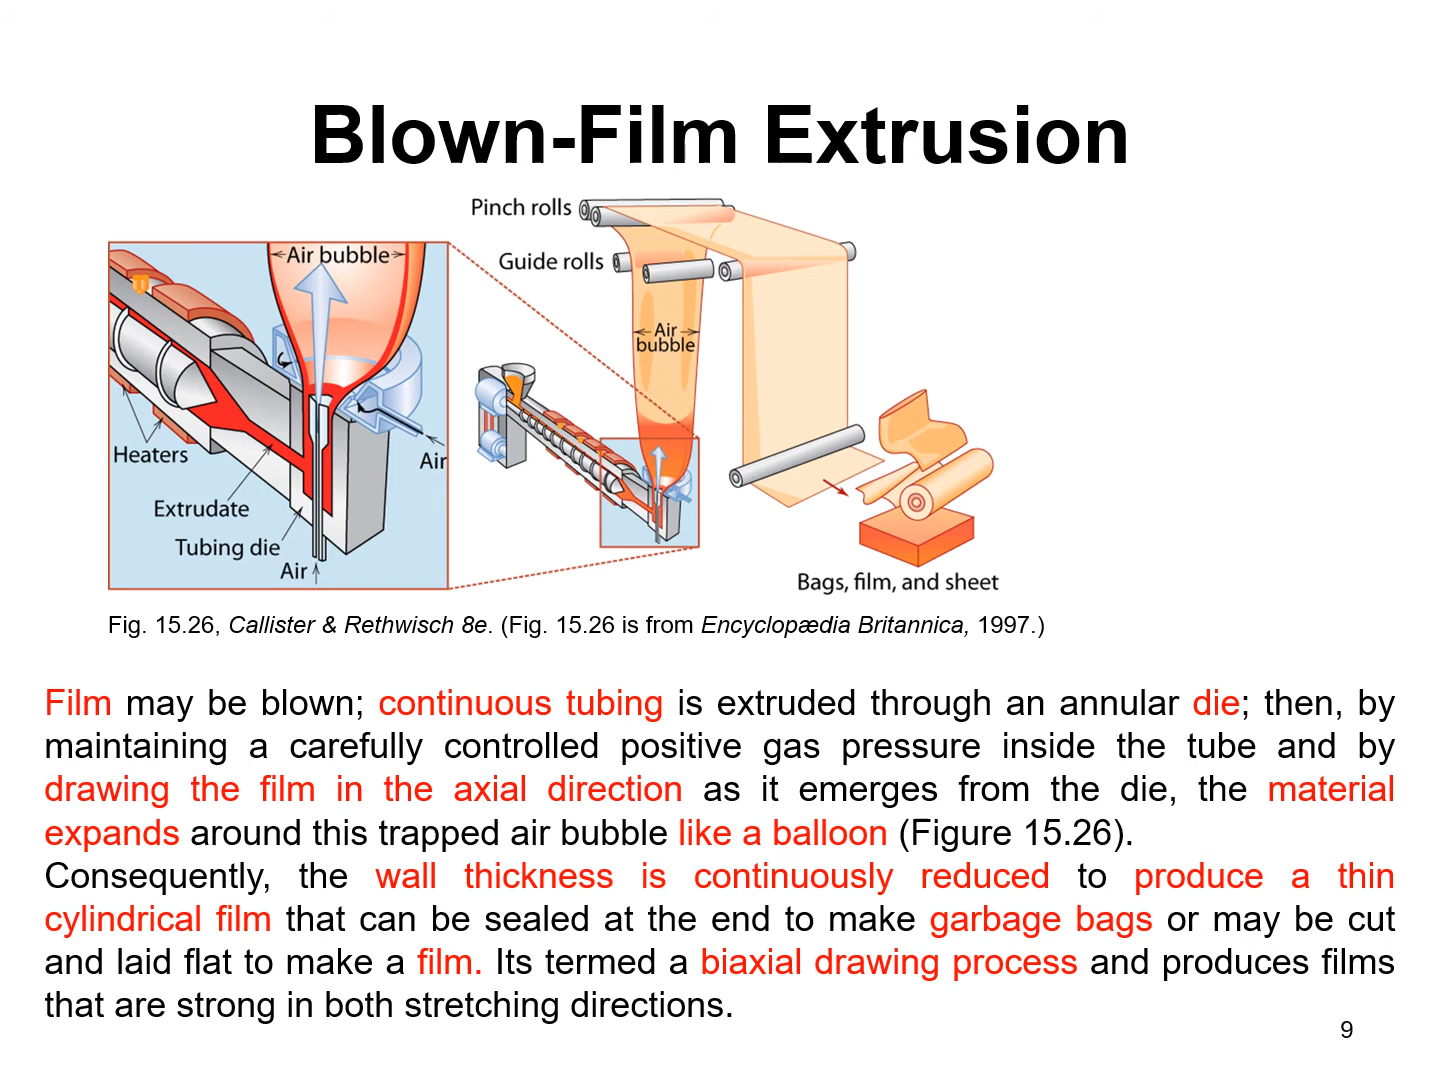 Blown-Film Extrusion
Pinch rolls
Guide rolls
Air bubble
Air
bubble
Heaters
Air
Extrudate
Tubing die
Air
Bags, film, and sheet
Fig. 15.26, Callister & Rethwisch 8e. (Fig. 15.26 is from Encyclopædia Britannica, 1997.)
Film may be blown; continuous tubing is extruded through an annular die; then, by
maintaining a carefully controlled positive gas pressure inside the tube and by
drawing the film in the axial direction as it emerges from the die, the material
expands around this trapped air bubble like a balloon (Figure 15.26).
Consequently, the wall thickness is continuously reduced to produce a thin
cylindrical film that can be sealed at the end to make garbage bags or may be cut
and laid flat to make a film. Its termed a biaxial drawing process and produces films
that are strong in both stretching directions.
9